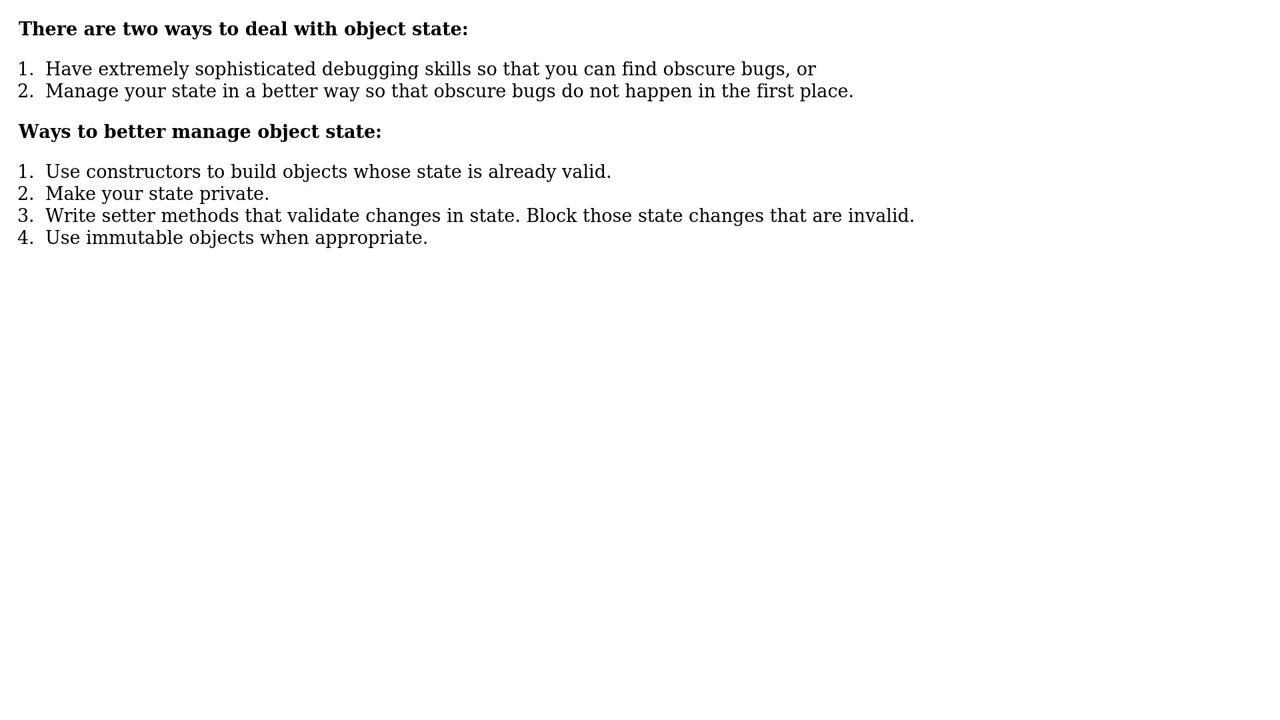 There are two ways to deal with object state:
1. Have extremely sophisticated debugging skills so that you can find obscure bugs, or
2. Manage your state in a better way so that obscure bugs do not happen in the first place.
Ways to better manage object state:
1. Use constructors to build objects whose state is already valid.
2. Make your state private.
3. Write setter methods that validate changes in state. Block those state changes that are invalid.
4. Use immutable objects when appropriate.